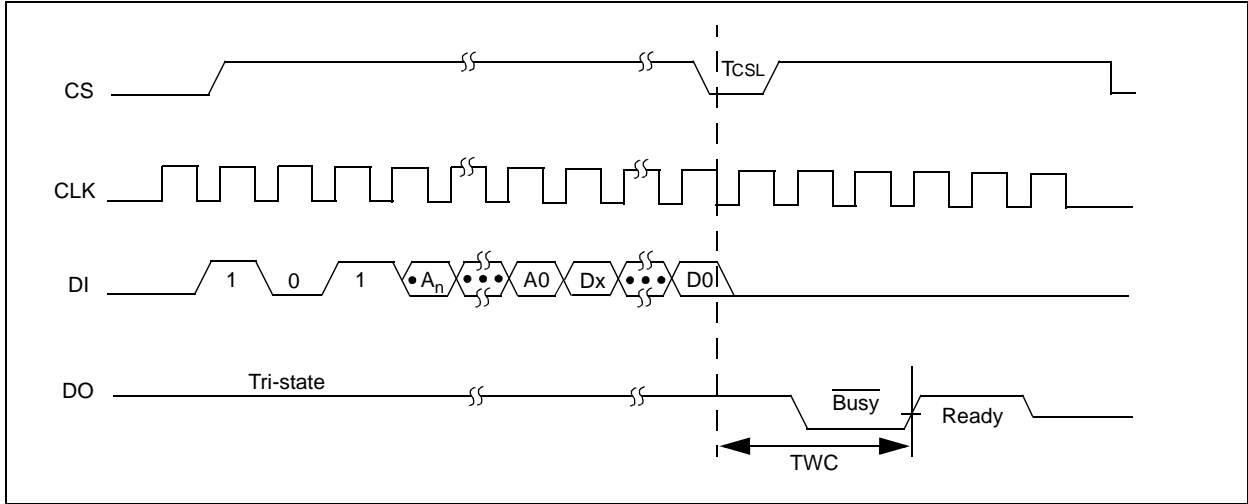 CS
TCSL
CLK
DI
1 0 1 •An ••• A0 Dx ••• D0
DO
Tri-state
Busy
Ready
TWC